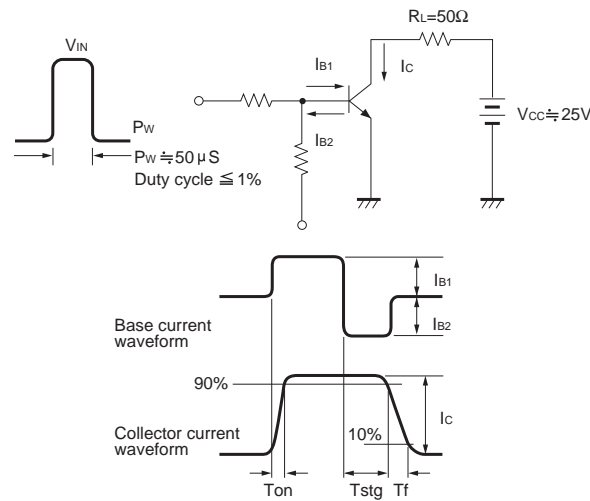 VIN
PW
PW≒50μS
Duty cycle≦1%
RL=50Ω
IB1
IC
IB2
VCC≒25V
IB1
IB2
Base current
waveform
90%
Collector current
waveform
10%
IC
Ton
Tstg
Tf